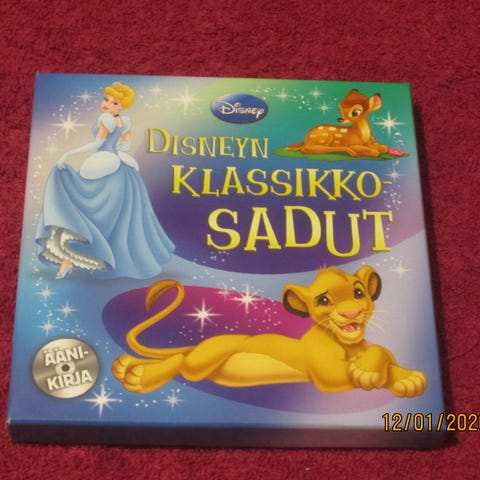 Disney
DISNEYN
KLASSIKKO-
SADUT
ÄÄNI-
KIRJA
12/01/202